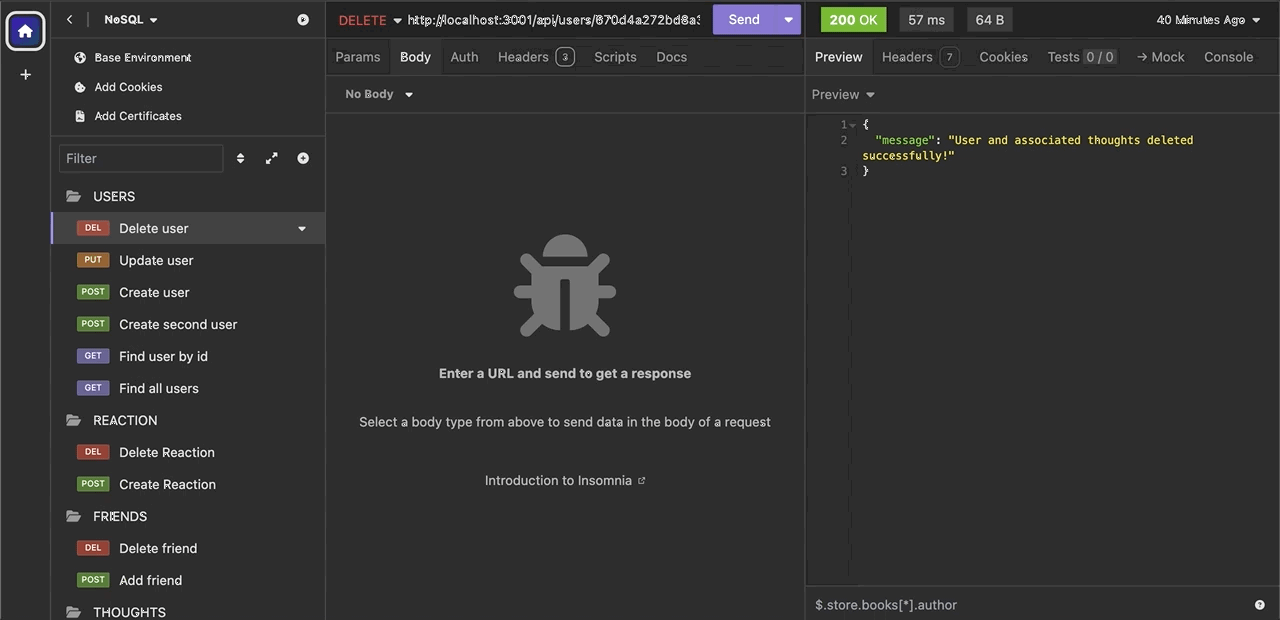 NoSQL
DELETE http://localhost:3001/api/users/670d4a272bd8a3
Send
200 OK 57 ms 64 B
40 Minutes Ago
Base Environment
Add Cookies
Add Certificates
Filter
USERS
DEL Delete user
PUT Update user
POST Create user
POST Create second user
GET Find user by id
GET Find all users
REACTION
DEL Delete Reaction
POST Create Reaction
FRIENDS
DEL Delete friend
POST Add friend
THOUGHTS
Params Body Auth Headers 3 Scripts Docs
No Body
Enter a URL and send to get a response
Select a body type from above to send data in the body of a request
Introduction to Insomnia
Preview Headers 7 Cookies Tests 0 / 0 → Mock Console
Preview
1 {
2 "message": "User and associated thoughts deleted
successfully!"
3 }
$.store.books[*].author